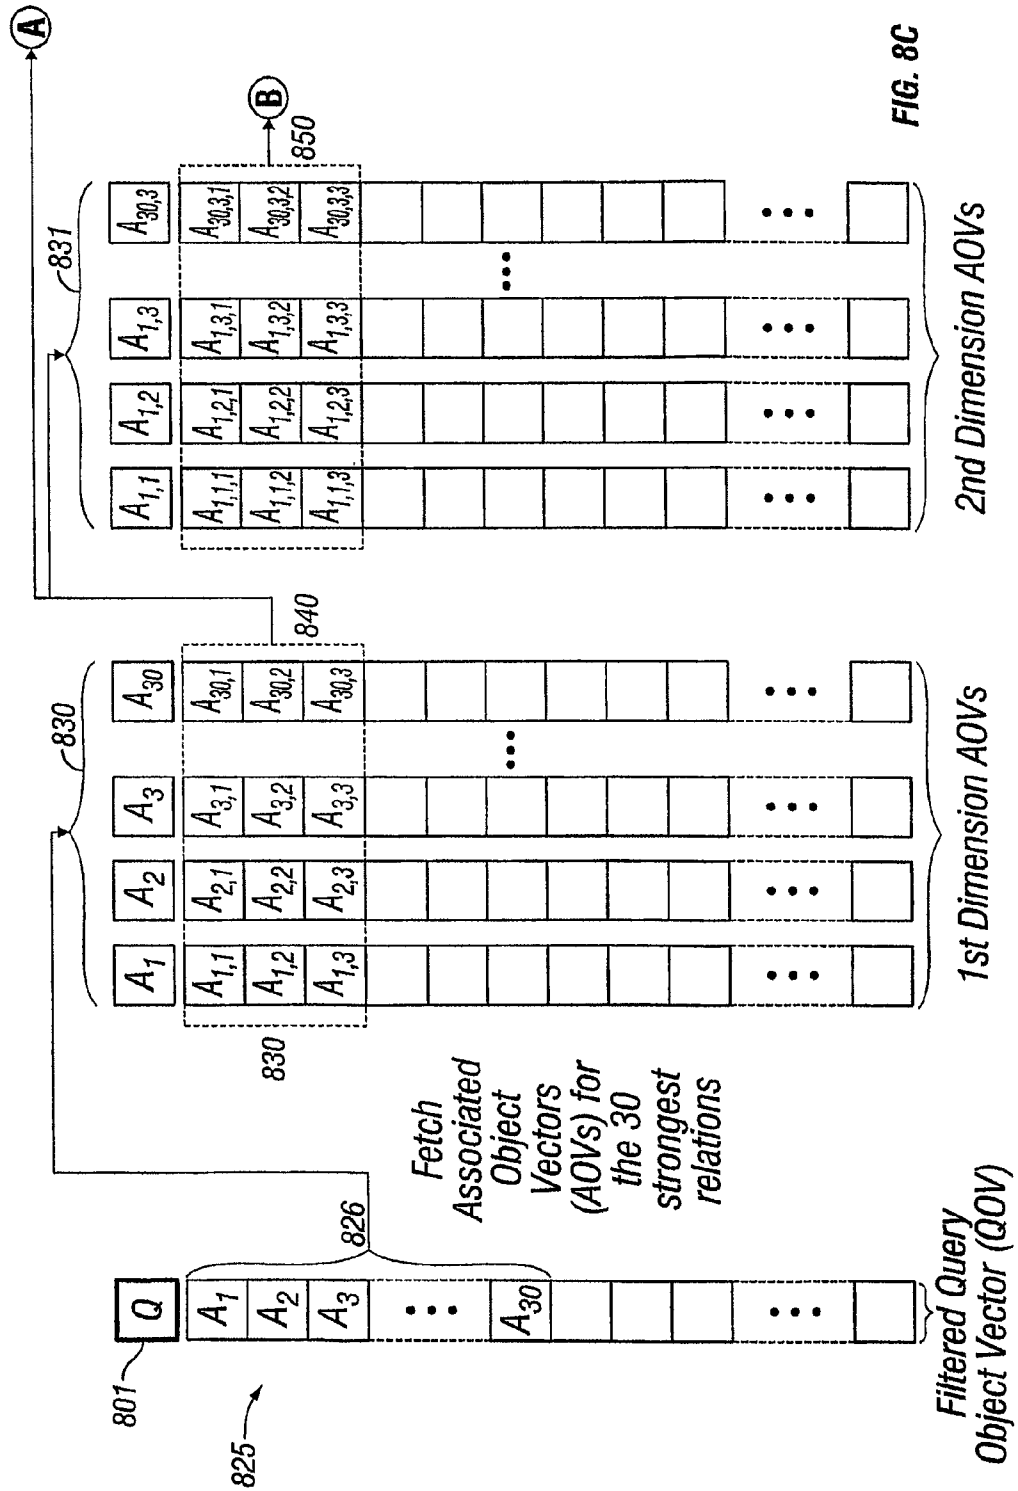 801
825
Q
A1
A2
A3
•••
A30
•••
826
Filtered Query
Object Vector (QOV)
Fetch
Associated
Object
Vectors
(AOVs) for
the 30
strongest
relations
830
A1 A2 A3 A30
A1,1 A2,1 A3,1 A30,1
A1,2 A2,2 A3,2 A30,2
A1,3 A2,3 A3,3 A30,3
•••
••• ••• ••• •••
830
840
1st Dimension AOVs
831
A1,1 A1,2 A1,3 A30,3
A1,1,1 A1,2,1 A1,3,1 A30,3,1
A1,1,2 A1,2,2 A1,3,2 A30,3,2
A1,1,3 A1,2,3 A1,3,3 A30,3,3
•••
••• ••• ••• •••
850
2nd Dimension AOVs
A
B
FIG. 8C